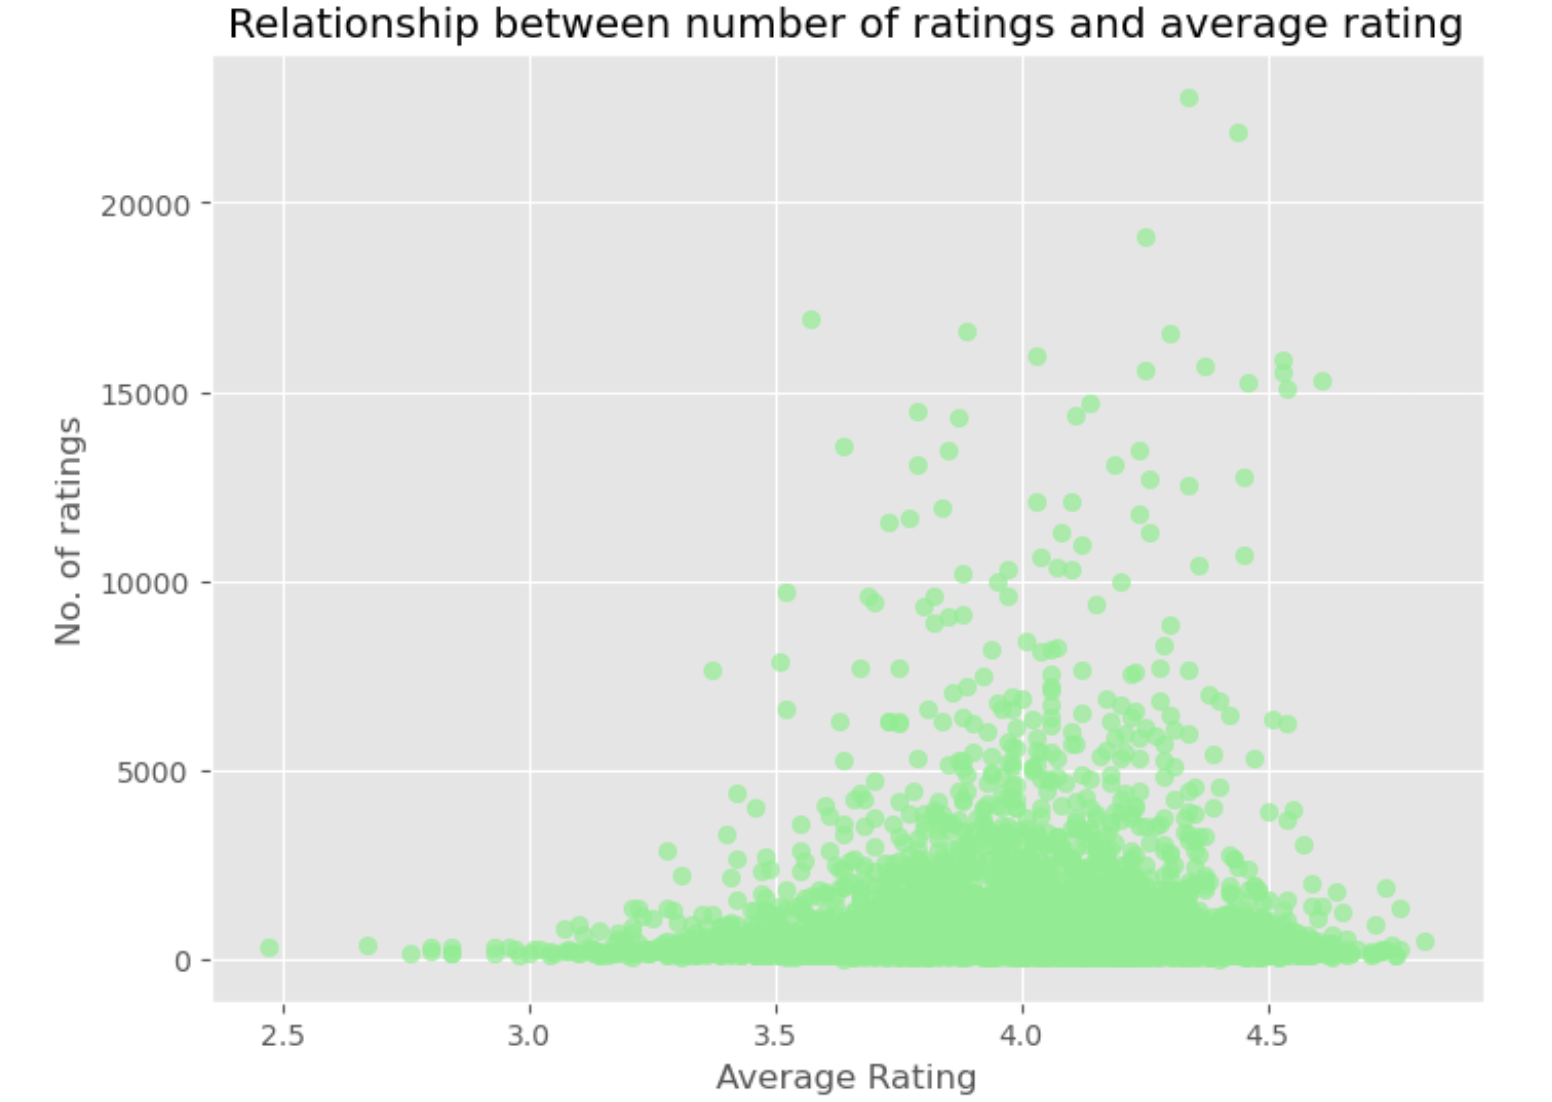 Relationship between number of ratings and average rating
20000
15000
10000
5000
0
No. of ratings
2.5 3.0 3.5 4.0 4.5
Average Rating